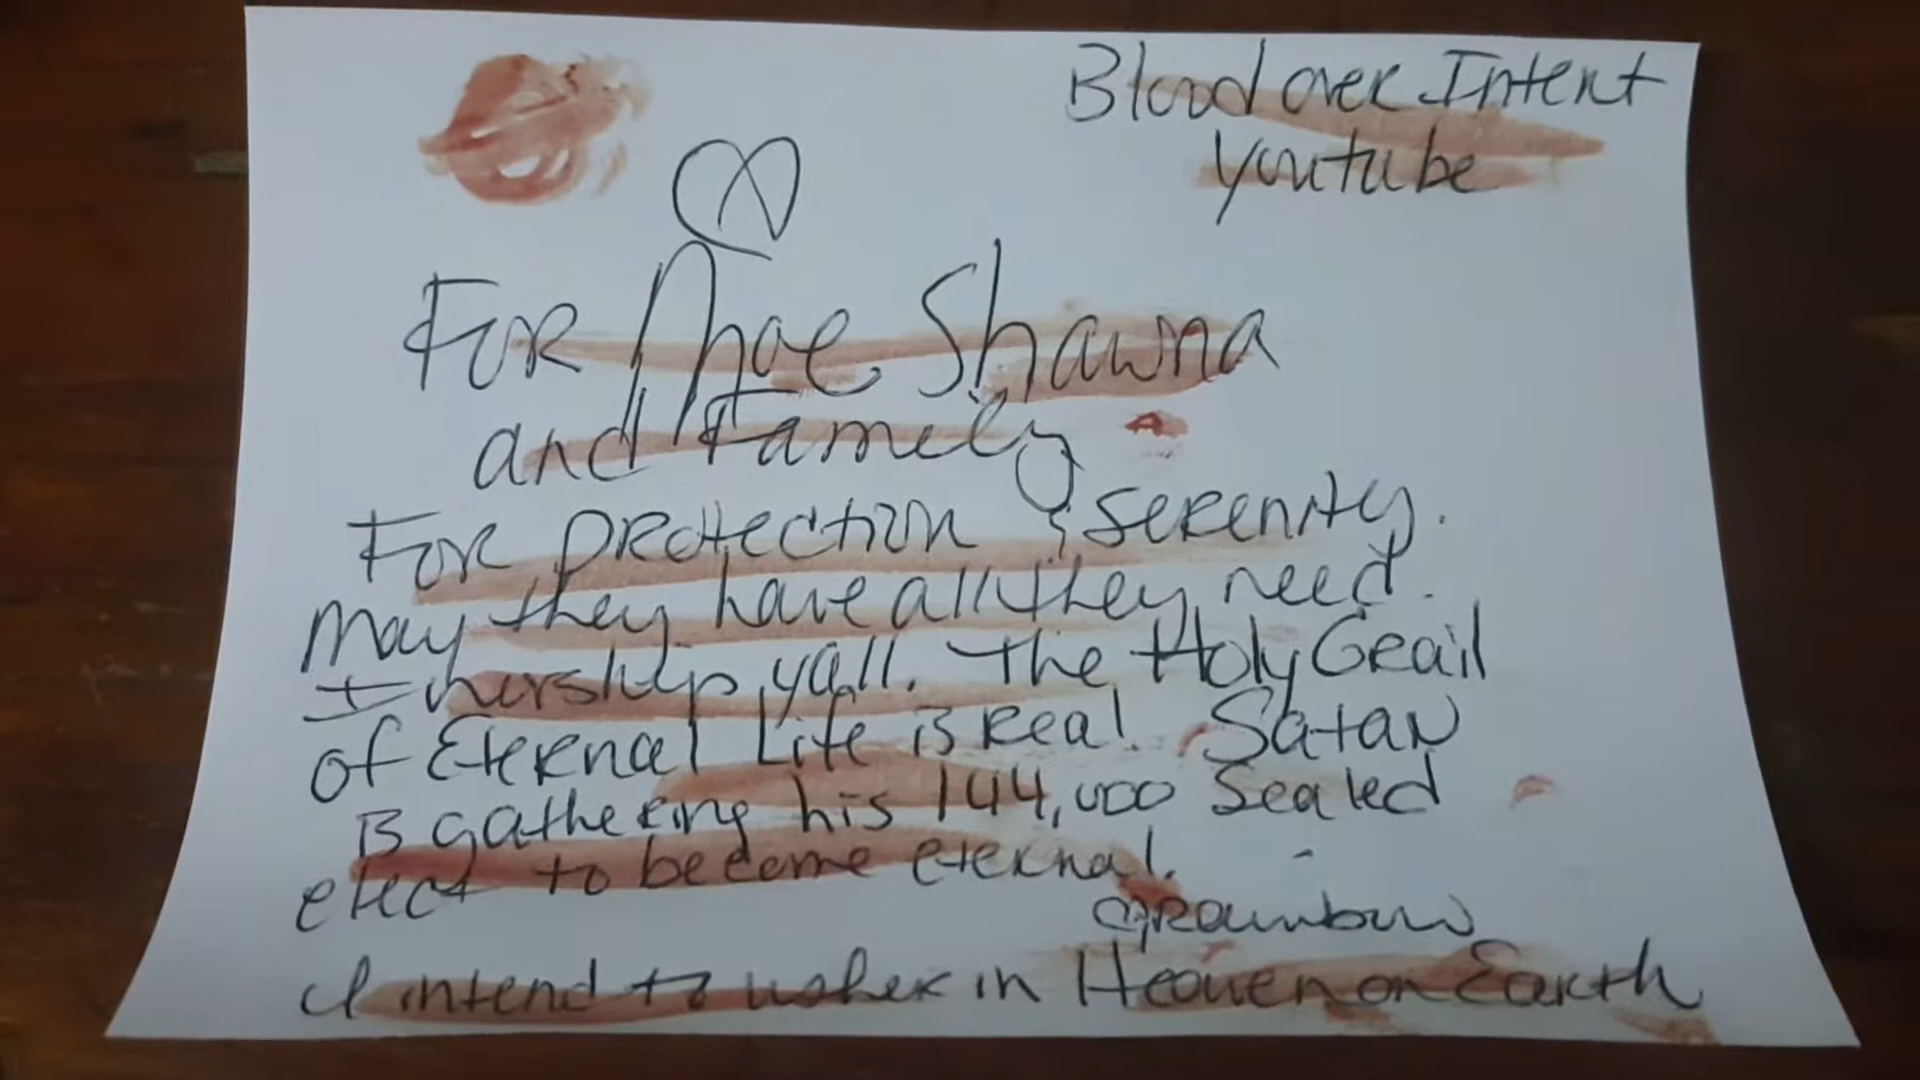 Blood over Intent
youtube
For Mae Shawna
and Family
For protection & serenity.
May they have all they need.
I worship yall. The Holy Grail
of Eternal Life is real. Satan
is gathering his 144,000 Sealed
elect to become eternal.
Rainbow
I intend to usher in Heaven on Earth